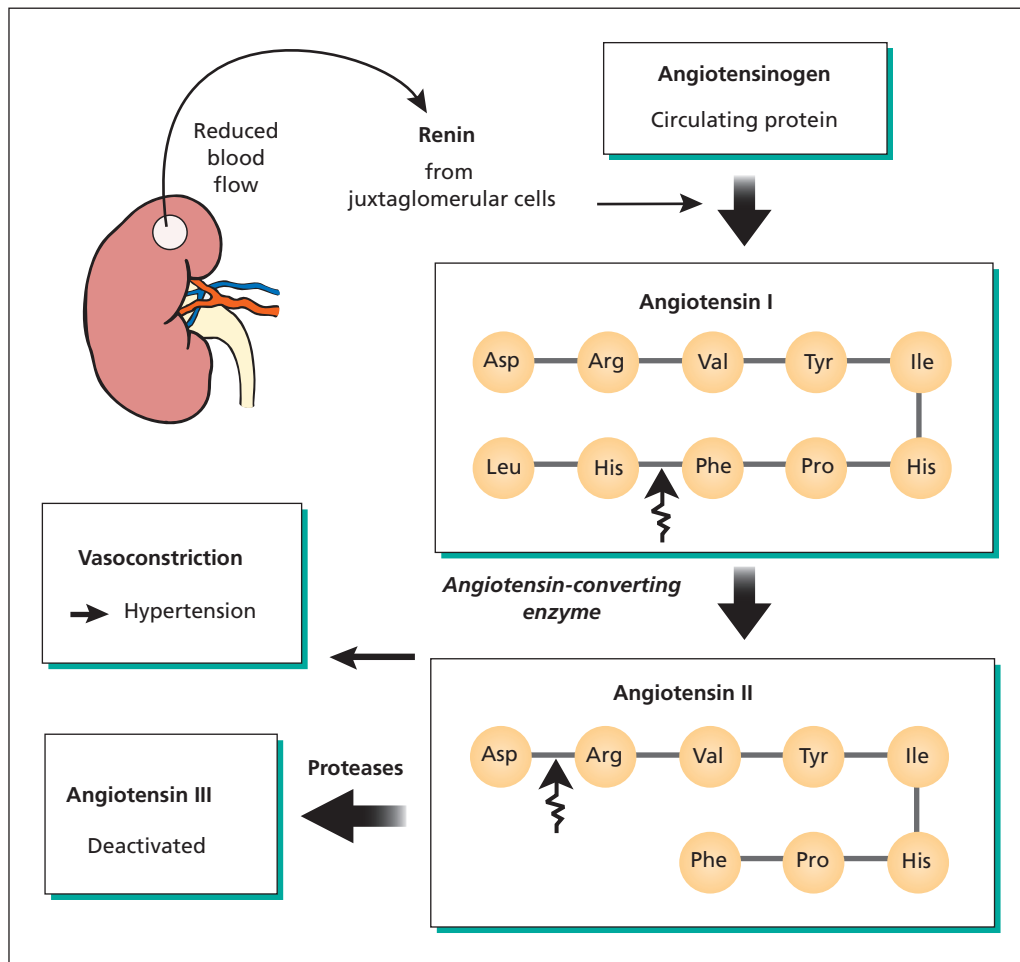 Reduced
blood
flow
Renin
from
juxtaglomerular cells
Angiotensinogen
Circulating protein
Angiotensin I
Asp Arg Val Tyr Ile
Leu His Phe Pro His
Angiotensin-converting
enzyme
Vasoconstriction
Hypertension
Angiotensin II
Asp Arg Val Tyr Ile
Phe Pro His
Proteases
Angiotensin III
Deactivated